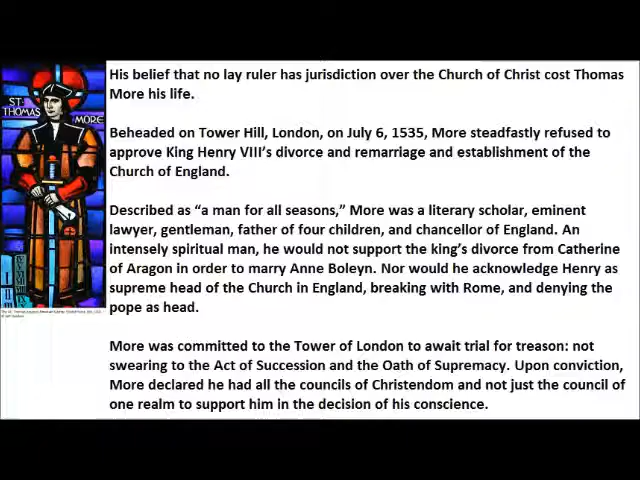 ST.
THOMAS
MORE
His belief that no lay ruler has jurisdiction over the Church of Christ cost Thomas
More his life.
Beheaded on Tower Hill, London, on July 6, 1535, More steadfastly refused to
approve King Henry VIII’s divorce and remarriage and establishment of the
Church of England.
Described as “a man for all seasons,” More was a literary scholar, eminent
lawyer, gentleman, father of four children, and chancellor of England. An
intensely spiritual man, he would not support the king’s divorce from Catherine
of Aragon in order to marry Anne Boleyn. Nor would he acknowledge Henry as
supreme head of the Church in England, breaking with Rome, and denying the
pope as head.
More was committed to the Tower of London to await trial for treason: not
swearing to the Act of Succession and the Oath of Supremacy. Upon conviction,
More declared he had all the councils of Christendom and not just the council of
one realm to support him in the decision of his conscience.